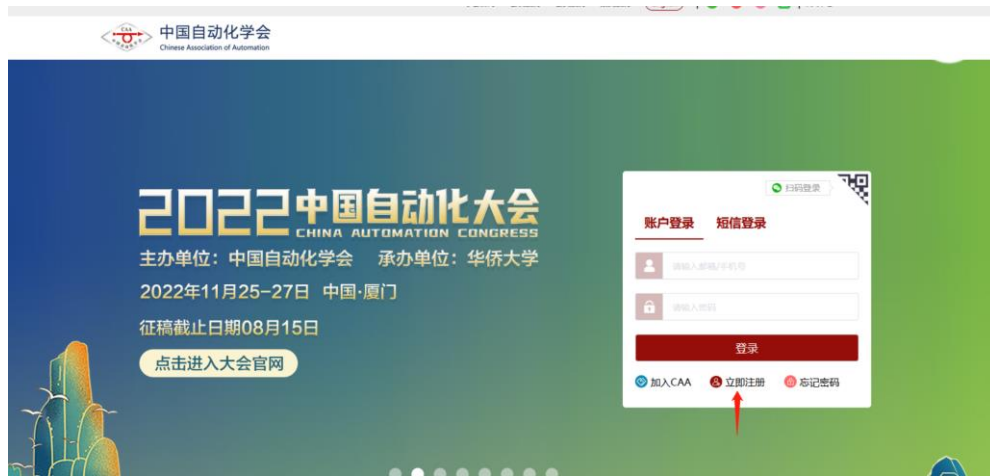 CAA
中国自动化学会
Chinese Association of Automation
2022中国自动化大会
CHINA AUTOMATION CONGRESS
主办单位：中国自动化学会 承办单位：华侨大学
2022年11月25-27日 中国·厦门
征稿截止日期08月15日
点击进入大会官网
扫码登录
账户登录 短信登录
请输入邮箱/手机号
请输入密码
登录
加入CAA 立即注册 忘记密码